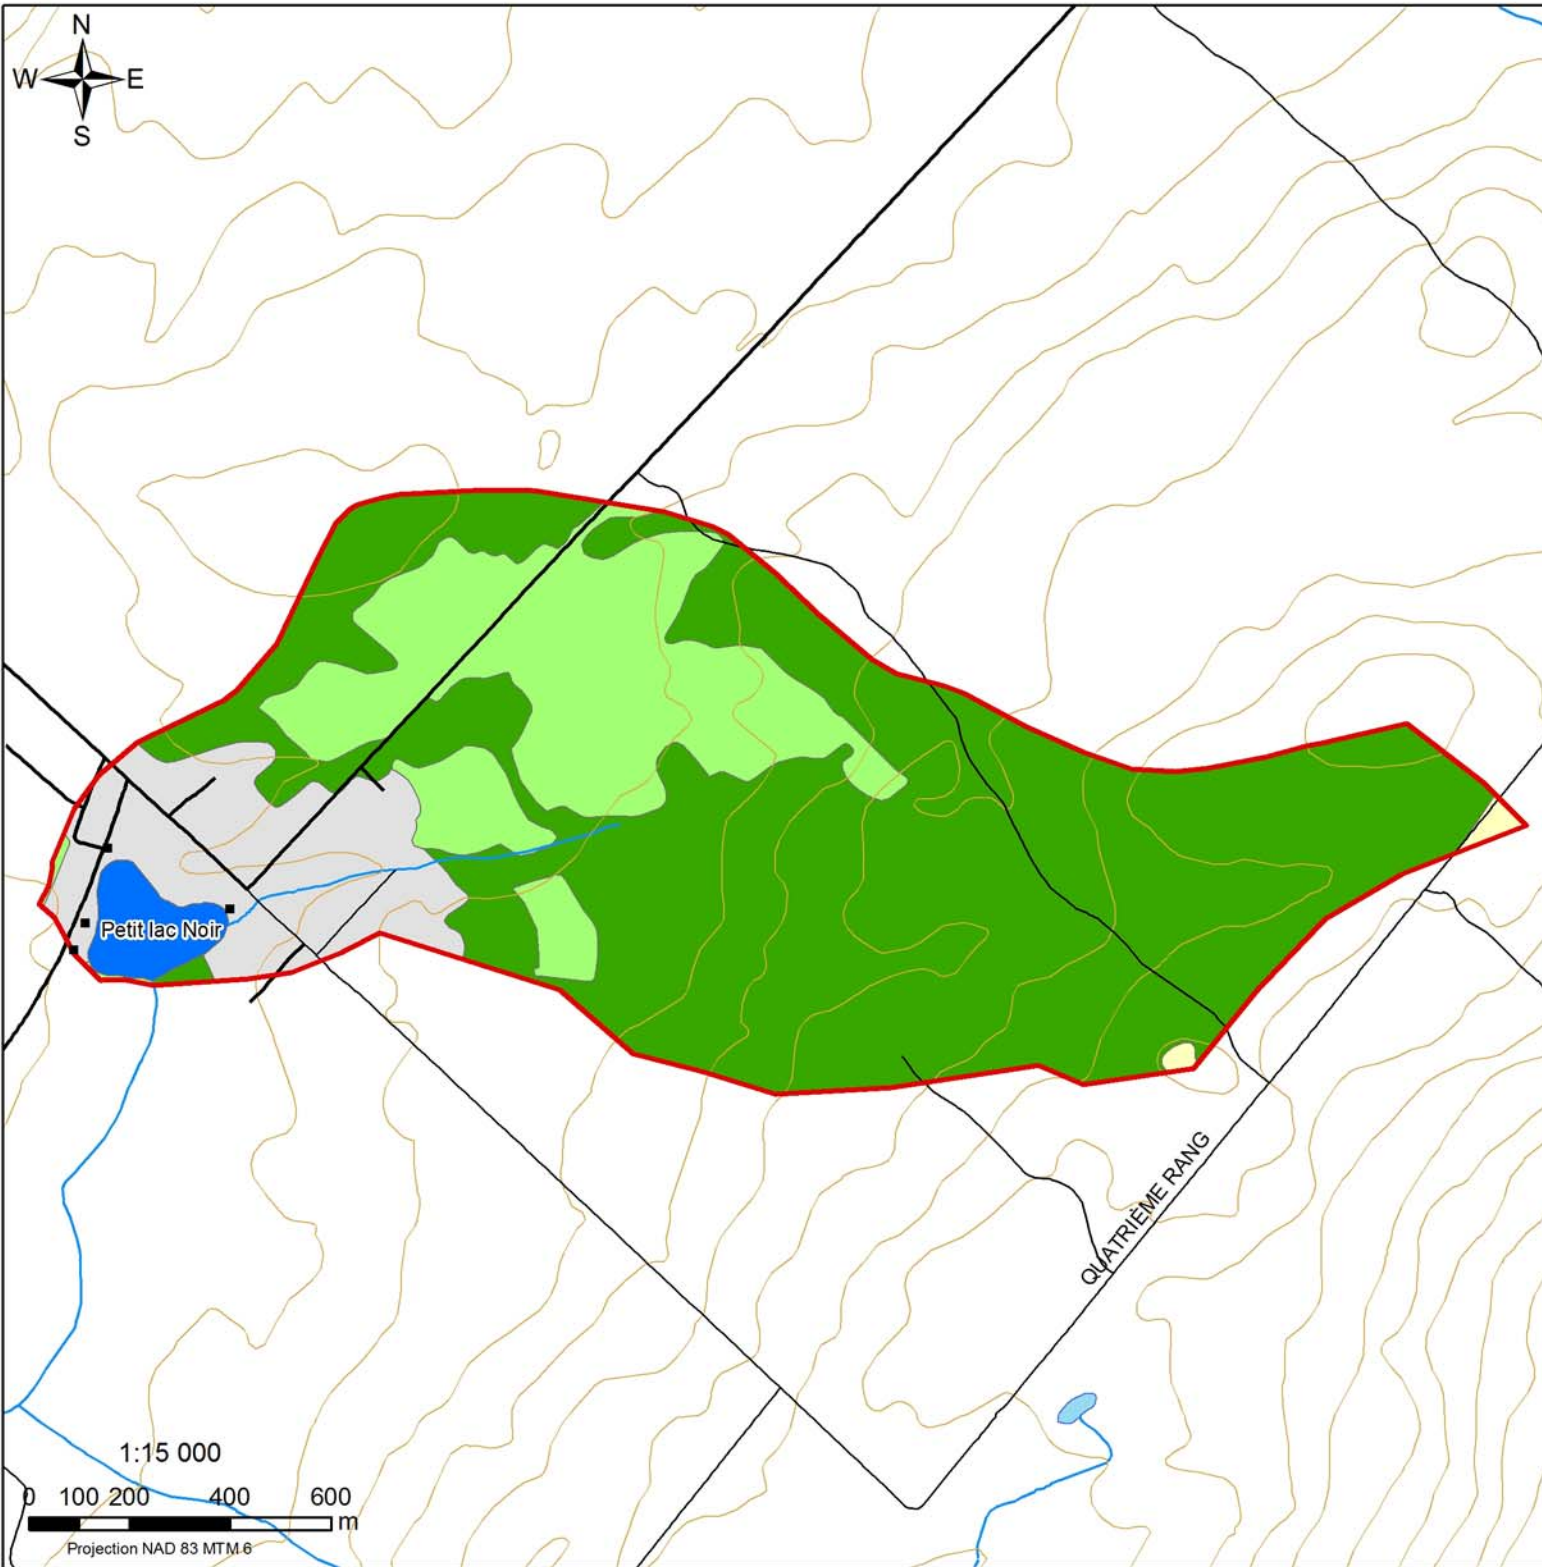 N
W E
S
Petit lac Noir
QUATRIÈME RANG
1:15 000
0 100 200 400 600
m
Projection NAD 83 MTM 6